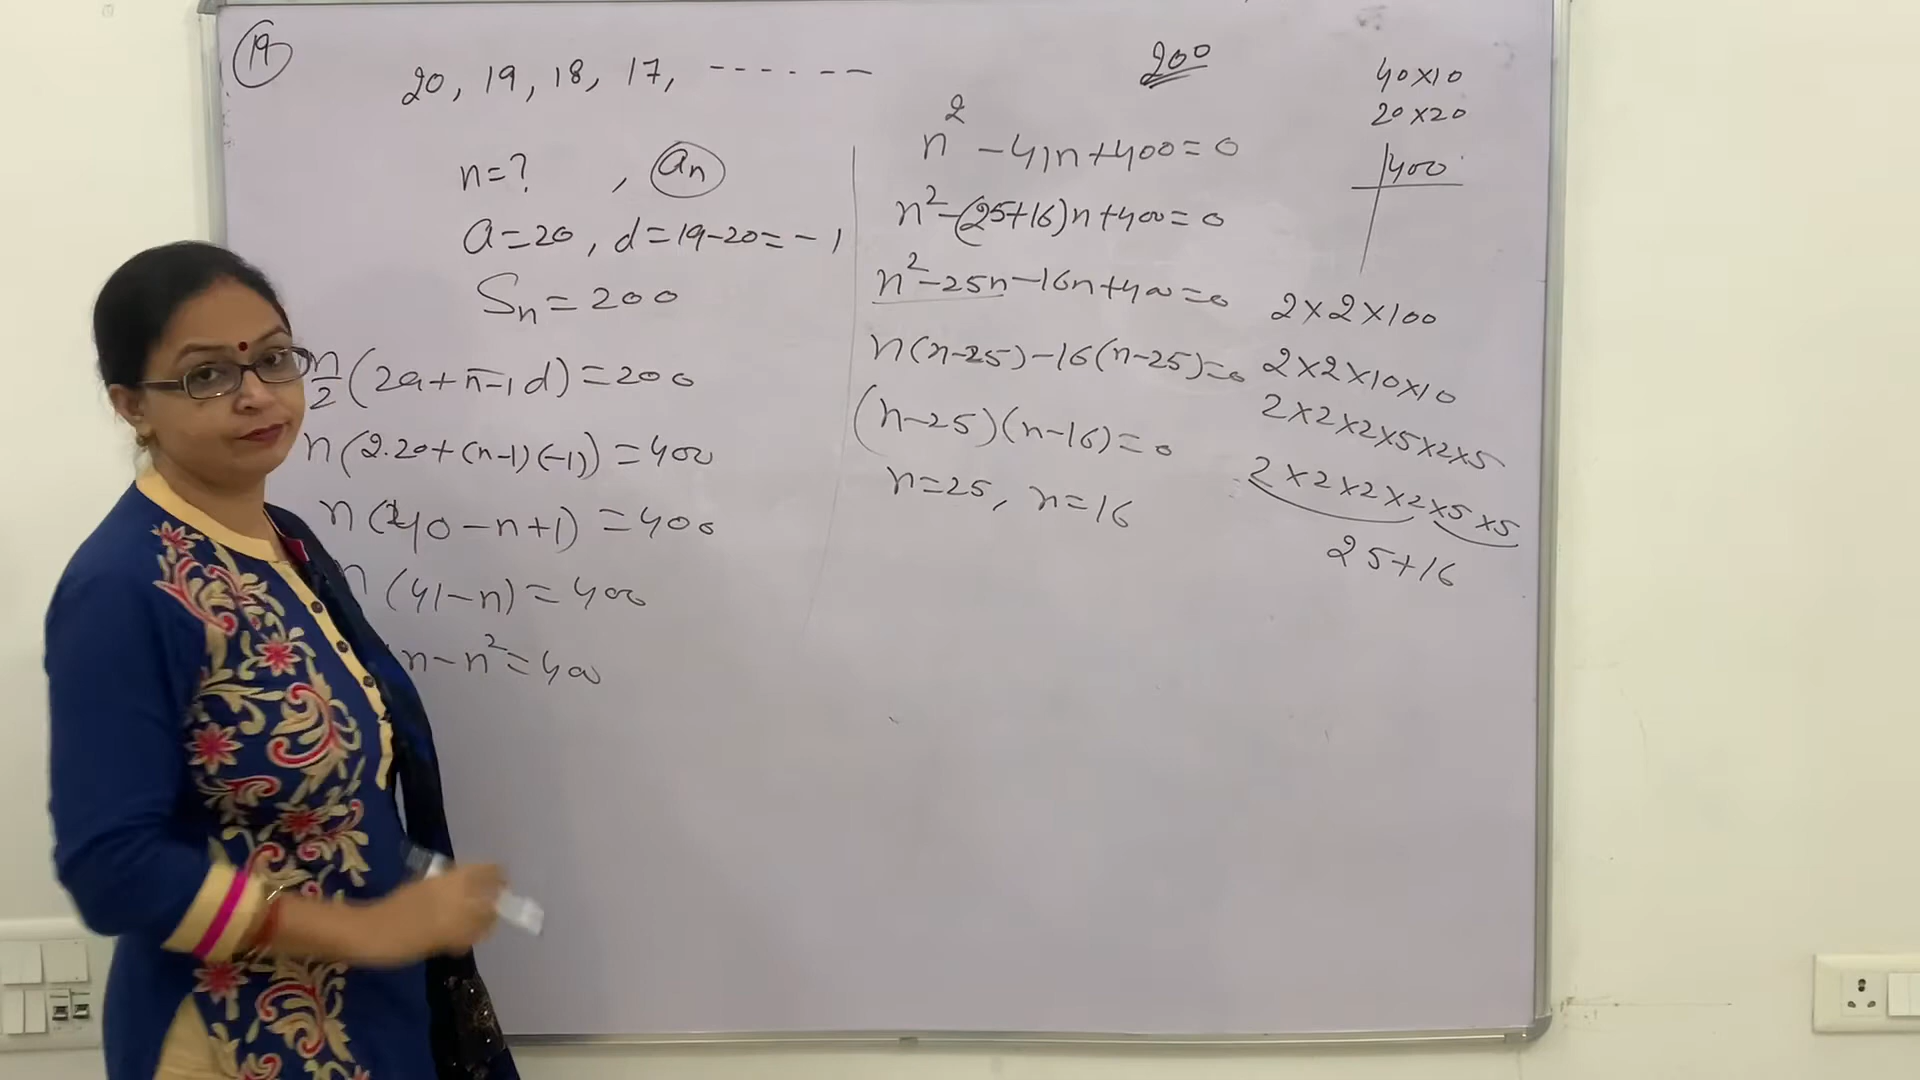 19
20, 19, 18, 17, -------
n=? , an
a=20, d=19-20=-1
Sn=200
n/2(2a+n̅-̅1̅ d)=200
n(2.20+(n-1)(-1))=400
n(40-n+1)=400
n(41-n)=400
n-n²=400
200
n²-41n+400=0
n²-(25+16)n+400=0
n²-25n-16n+400=0
n(n-25)-16(n-25)=0
(n-25)(n-16)=0
n=25, n=16
40×10
20×20
400
2×2×100
2×2×10×10
2×2×2×5×2×5
2×2×2×2×5×5
25+16